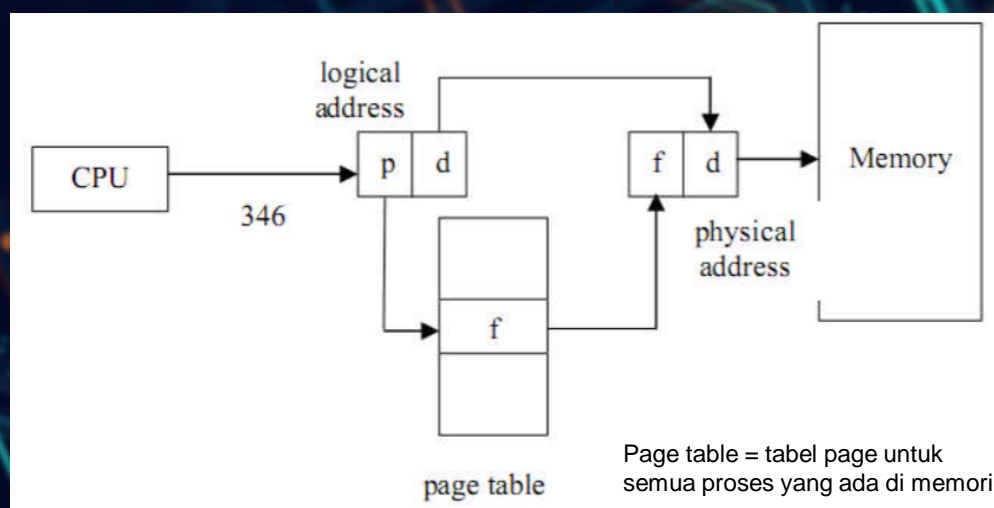 logical
address
CPU
346
p
d
f
d
physical
address
Memory
f
page table
Page table = tabel page untuk
semua proses yang ada di memori